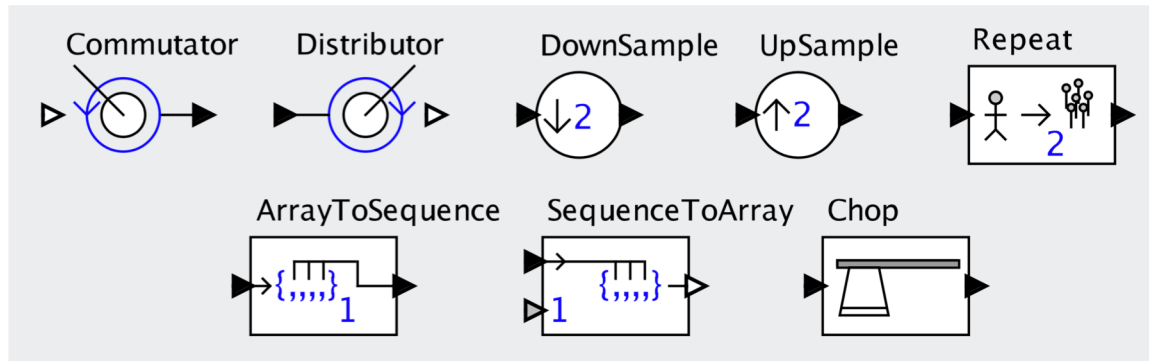 Commutator Distributor DownSample UpSample Repeat
2 2 2
ArrayToSequence SequenceToArray Chop
{,,,,} 1 {,,,,} 1